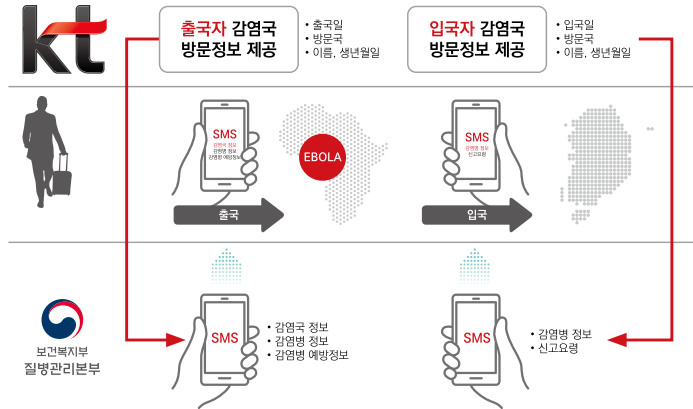 kt
출국자 감염국
방문정보 제공
• 출국일
• 방문국
• 이름, 생년월일
입국자 감염국
방문정보 제공
• 입국일
• 방문국
• 이름, 생년월일
SMS
감염국 정보
감염병 정보
감염병 예방정보
EBOLA
출국
SMS
감염병 정보
신고요령
입국
보건복지부
질병관리본부
SMS
• 감염국 정보
• 감염병 정보
• 감염병 예방정보
SMS
• 감염병 정보
• 신고요령